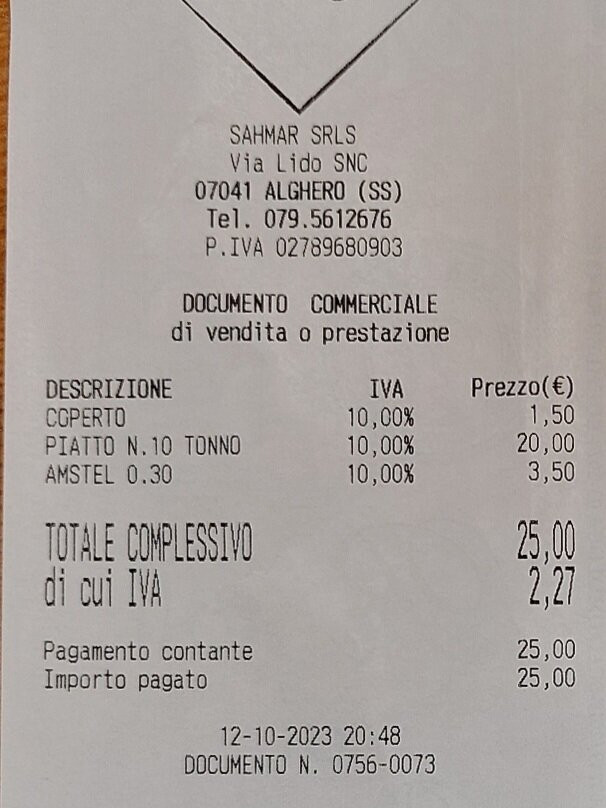 SAHMAR SRLS
Via Lido SNC
07041 ALGHERO (SS)
Tel. 079.5612676
P.IVA 02789680903
DOCUMENTO COMMERCIALE
di vendita o prestazione
DESCRIZIONE IVA Prezzo(€)
COPERTO 10,00% 1,50
PIATTO N.10 TONNO 10,00% 20,00
AMSTEL 0.30 10,00% 3,50
TOTALE COMPLESSIVO 25,00
di cui IVA 2,27
Pagamento contante 25,00
Importo pagato 25,00
12-10-2023 20:48
DOCUMENTO N. 0756-0073